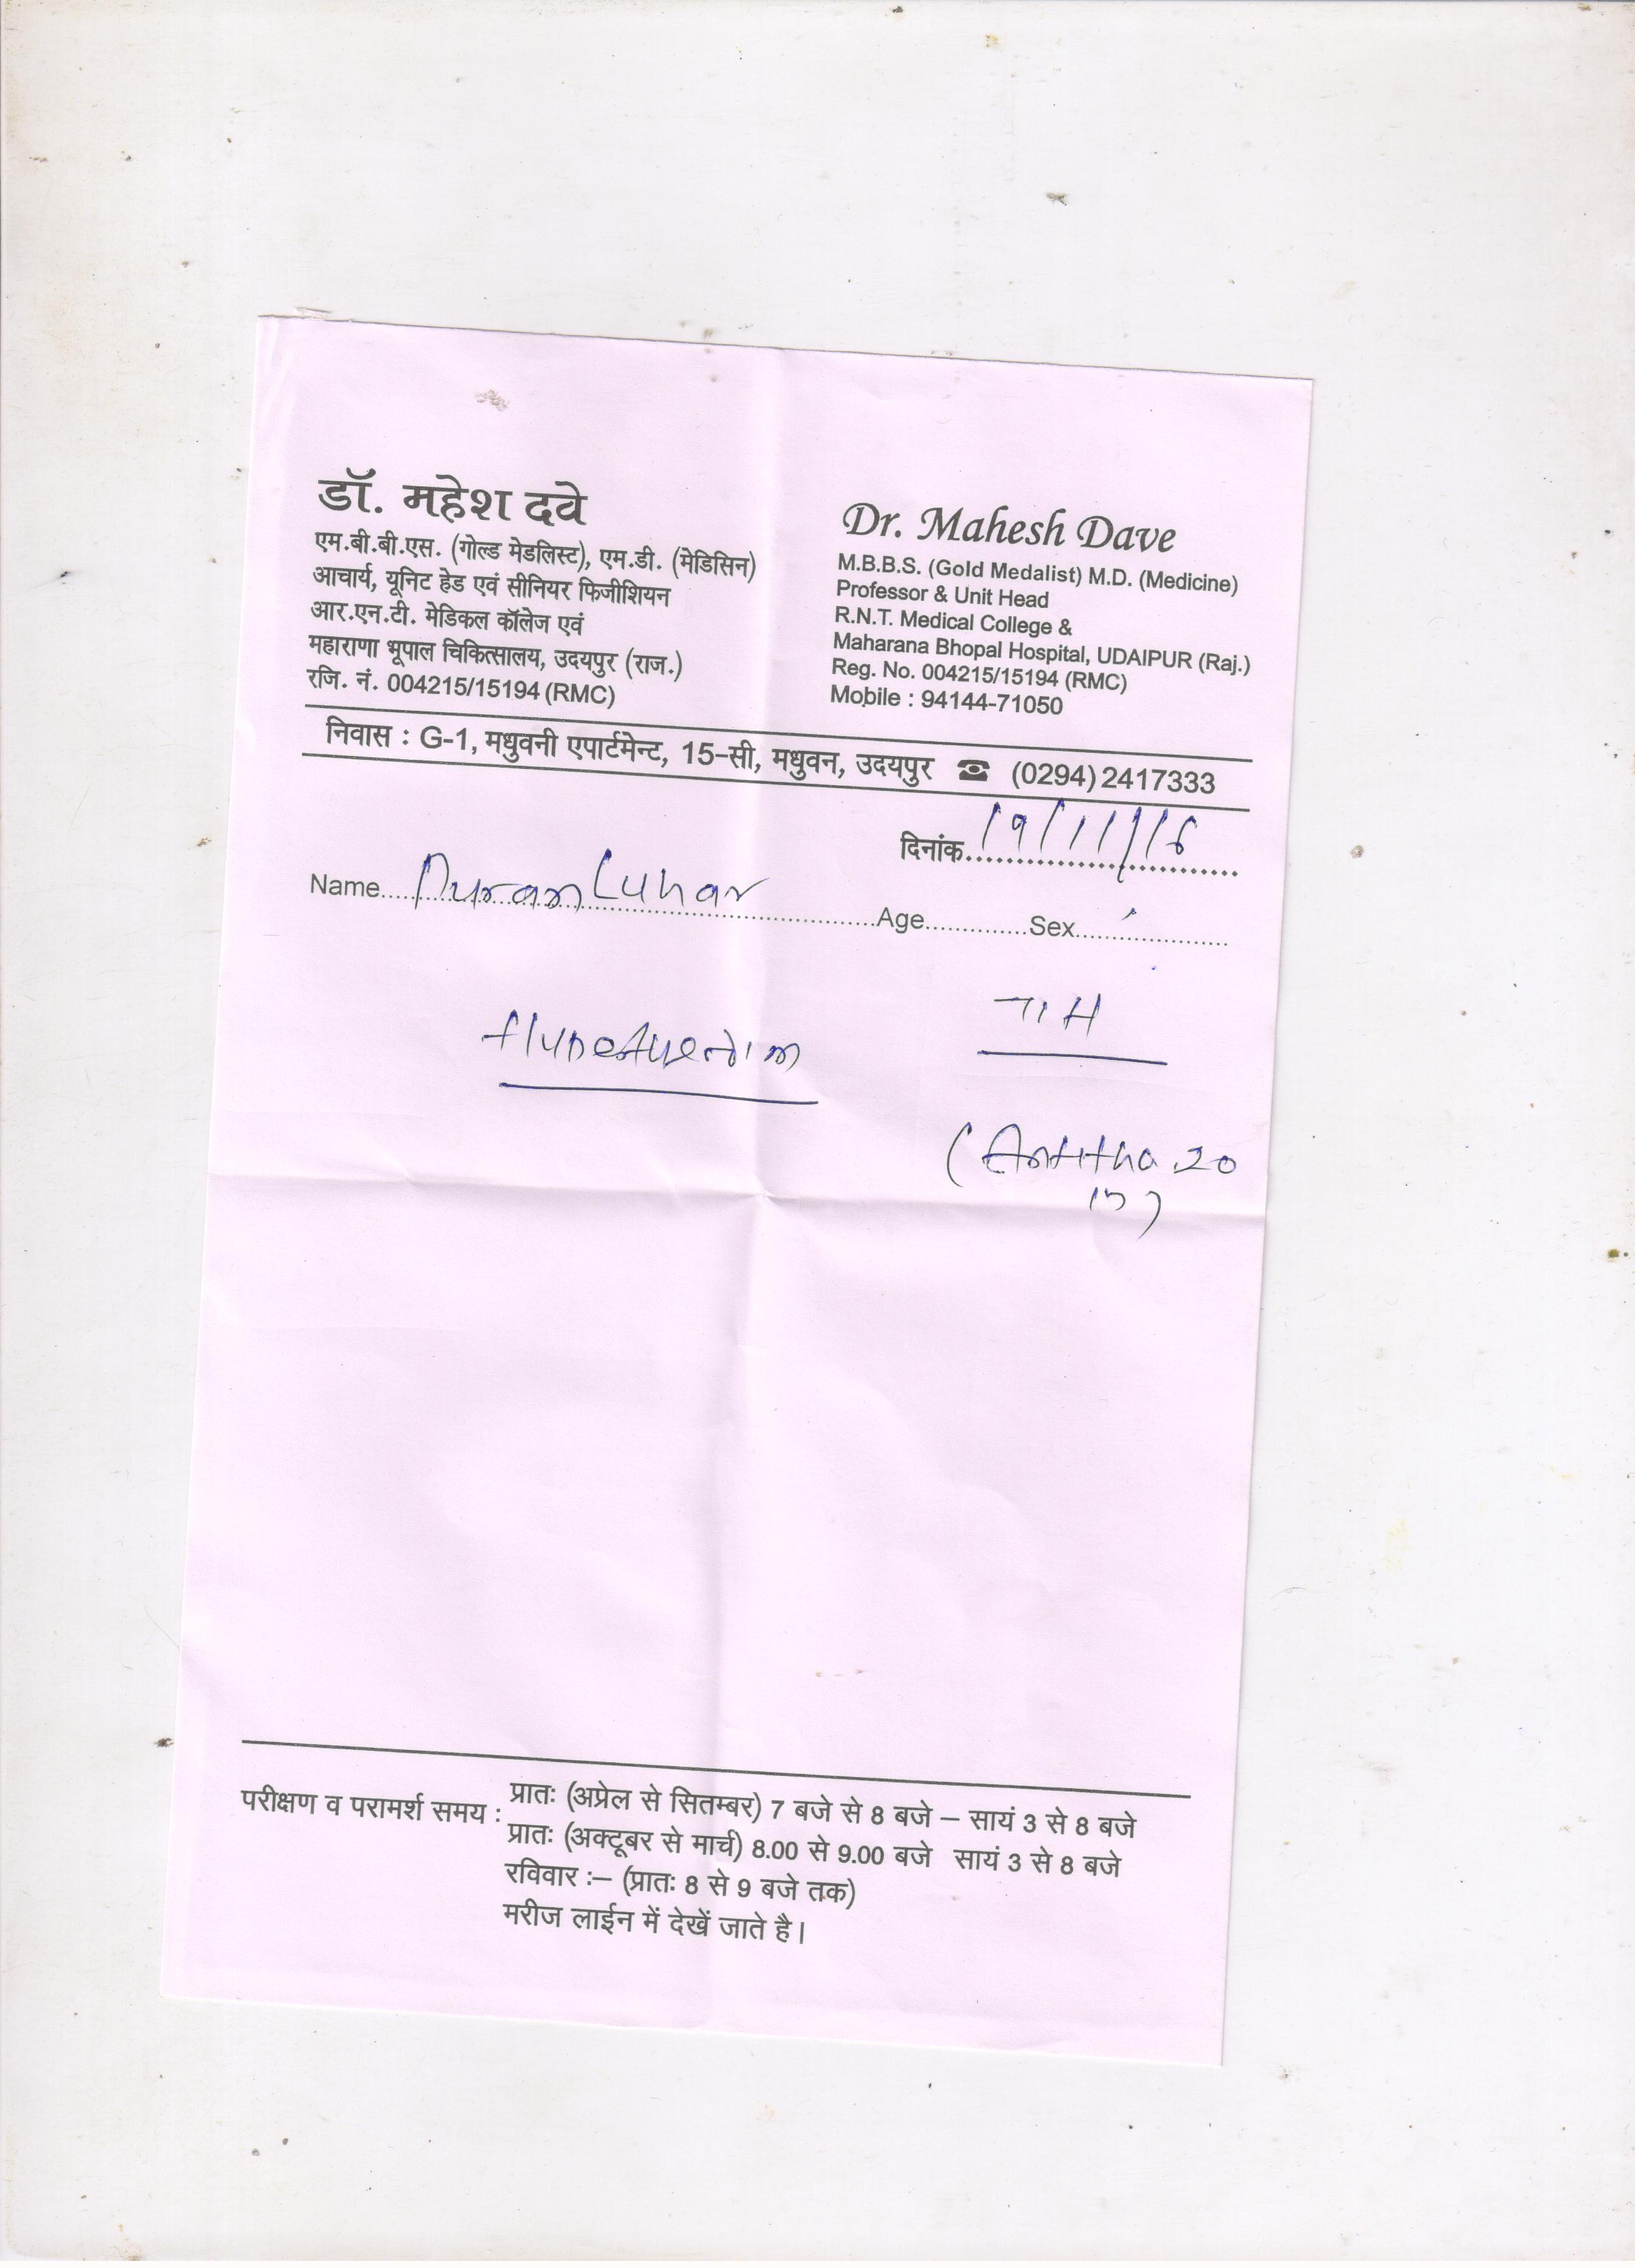 डॉ. महेश दवे
एम.बी.बी.एस. (गोल्ड मेडलिस्ट), एम.डी. (मेडिसिन)
आचार्य, यूनिट हेड एवं सीनियर फिजीशियन
आर.एन.टी. मेडिकल कॉलेज एवं
महाराणा भूपाल चिकित्सालय, उदयपुर (राज.)
रजि. नं. 004215/15194 (RMC)
Dr. Mahesh Dave
M.B.B.S. (Gold Medalist) M.D. (Medicine)
Professor & Unit Head
R.N.T. Medical College &
Maharana Bhopal Hospital, UDAIPUR (Raj.)
Reg. No. 004215/15194 (RMC)
Mobile : 94144-71050
निवास : G-1, मधुवनी एपार्टमेन्ट, 15-सी, मधुवन, उदयपुर ☎ (0294) 2417333
दिनांक 19/11/16
Name Luhar Age Sex
परीक्षण व परामर्श समय : प्रातः (अप्रेल से सितम्बर) 7 बजे से 8 बजे – सायं 3 से 8 बजे
प्रातः (अक्टूबर से मार्च) 8.00 से 9.00 बजे सायं 3 से 8 बजे
रविवार :– (प्रातः 8 से 9 बजे तक)
मरीज लाईन में देखें जाते है।